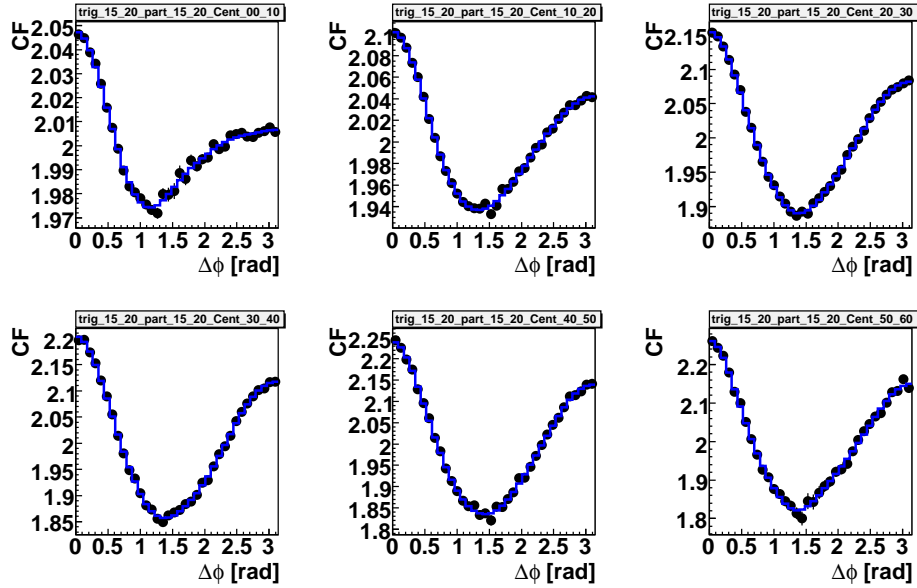 trig_15_20_part_15_20_Cent_00_10
CF
2.05
2.04
2.03
2.02
2.01
2
1.99
1.98
1.97
0 0.5 1 1.5 2 2.5 3
Δϕ [rad]
trig_15_20_part_15_20_Cent_10_20
CF
2.1
2.08
2.06
2.04
2.02
2
1.98
1.96
1.94
0 0.5 1 1.5 2 2.5 3
Δϕ [rad]
trig_15_20_part_15_20_Cent_20_30
CF
2.15
2.1
2.05
2
1.95
1.9
0 0.5 1 1.5 2 2.5 3
Δϕ [rad]
trig_15_20_part_15_20_Cent_30_40
CF
2.2
2.15
2.1
2.05
2
1.95
1.9
1.85
0 0.5 1 1.5 2 2.5 3
Δϕ [rad]
trig_15_20_part_15_20_Cent_40_50
CF
2.25
2.2
2.15
2.1
2.05
2
1.95
1.9
1.85
1.8
0 0.5 1 1.5 2 2.5 3
Δϕ [rad]
trig_15_20_part_15_20_Cent_50_60
CF
2.2
2.1
2
1.9
1.8
0 0.5 1 1.5 2 2.5 3
Δϕ [rad]